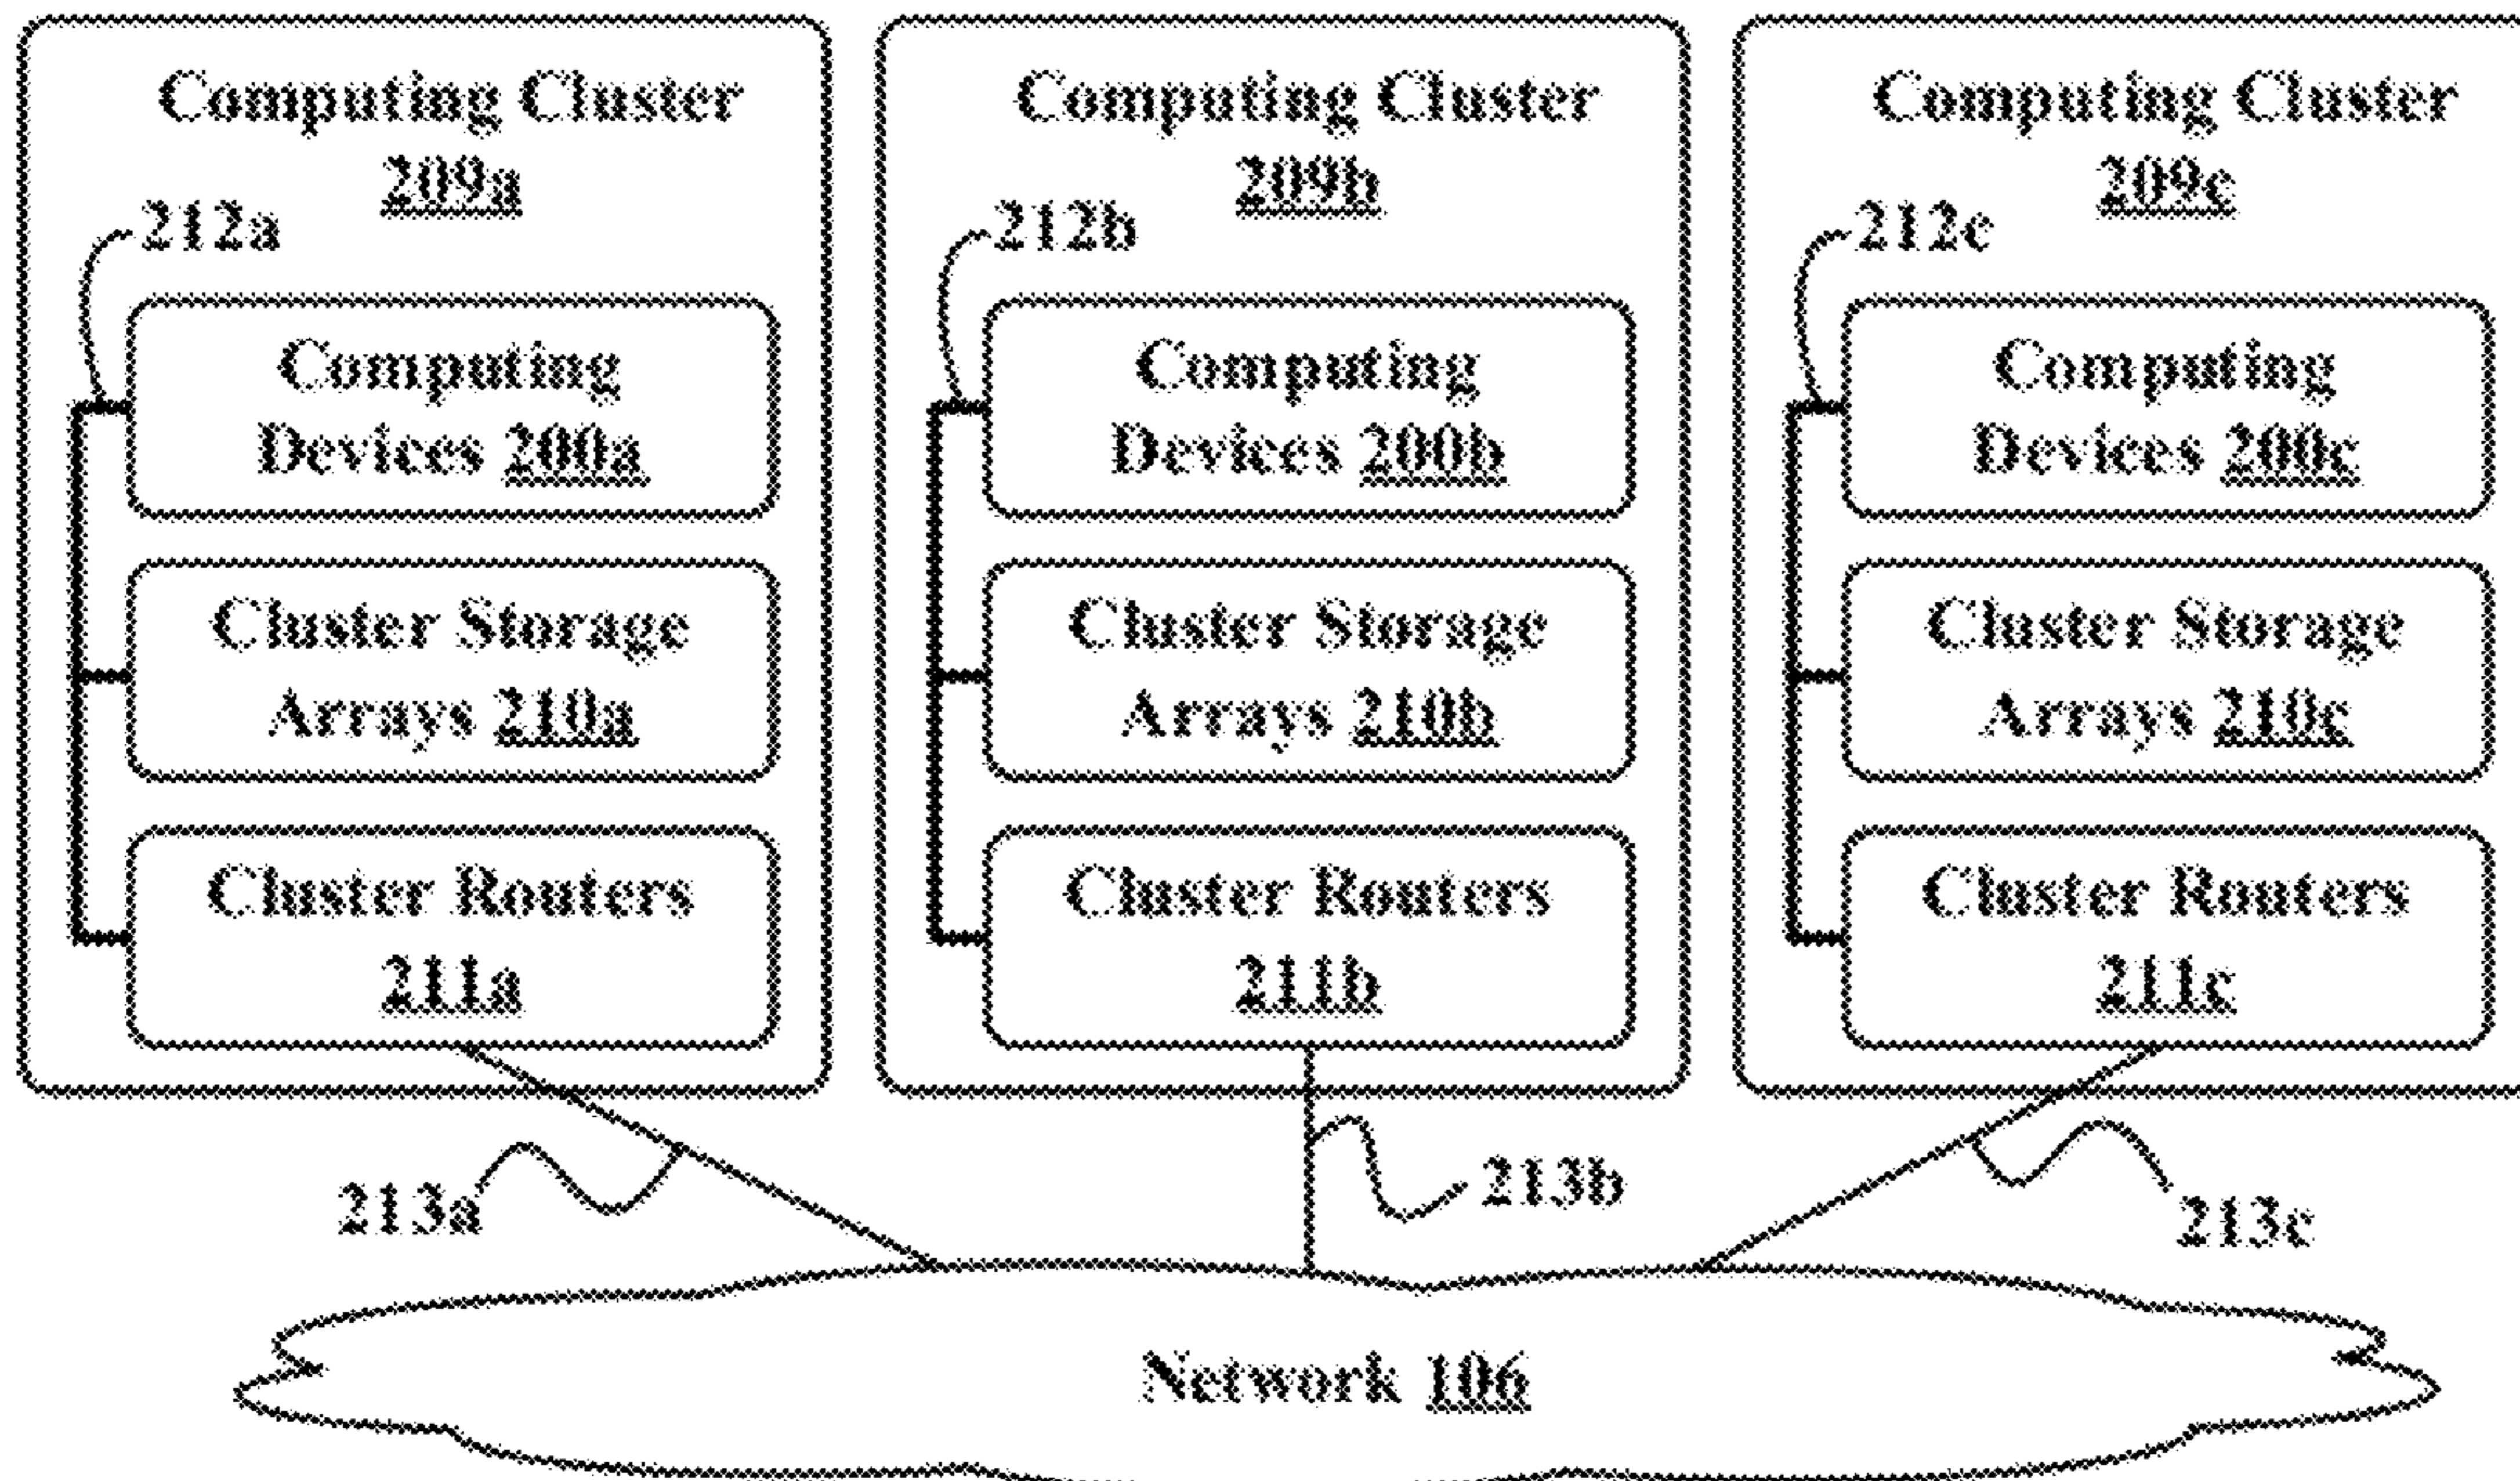 Computing Cluster
209a
212a
Computing
Devices 200a
Cluster Storage
Arrays 210a
Cluster Routers
211a
Computing Cluster
209b
212b
Computing
Devices 200b
Cluster Storage
Arrays 210b
Cluster Routers
211b
Computing Cluster
209c
212c
Computing
Devices 200c
Cluster Storage
Arrays 210c
Cluster Routers
211c
213a
213b
213c
Network 106